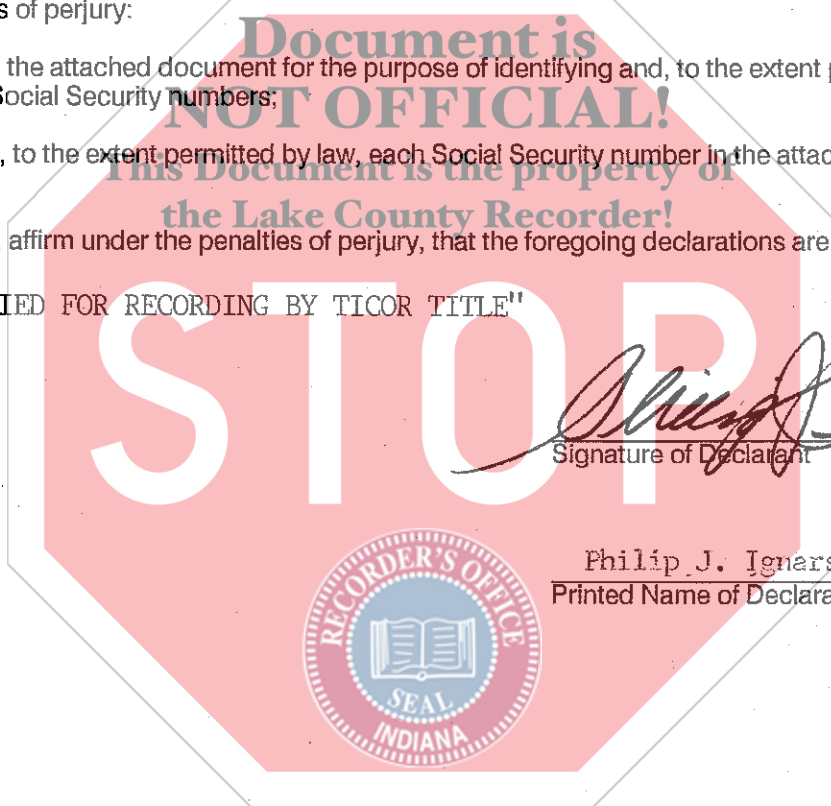 s of perjury:
Document is
the attached document for the purpose of identifying and, to the extent
Social Security numbers;
NOT OFFICIAL!
, to the extent permitted by law, each Social Security number in the attac
This Document is the property of
the Lake County Recorder!
affirm under the penalties of perjury, that the foregoing declarations are
IED FOR RECORDING BY TICOR TITLE"
STOP
Signature of Declarant
Philip J. Ignars
Printed Name of Declara
RECORDER'S OFFICE
SEAL
INDIANA